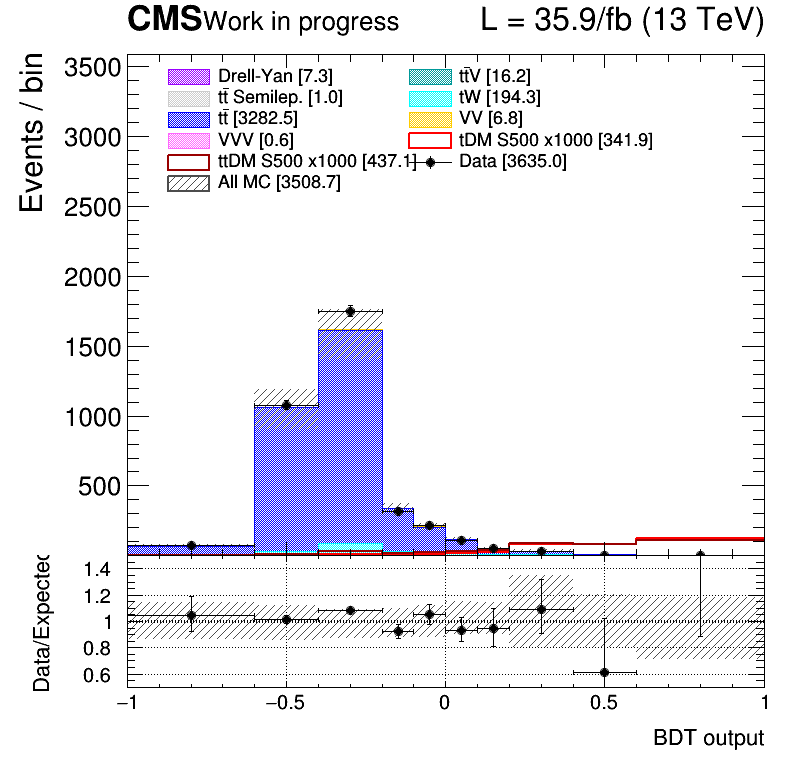 CMS Work in progress L = 35.9/fb (13 TeV)
Events / bin
3500
3000
2500
2000
1500
1000
500
Drell-Yan [7.3] tt̄V [16.2]
tt̄ Semilep. [1.0] tW [194.3]
tt̄ [3282.5] VV [6.8]
VVV [0.6] tDM S500 x1000 [341.9]
ttDM S500 x1000 [437.1] Data [3635.0]
All MC [3508.7]
Data/Expected
1.4
1.2
1
0.8
0.6
−1 −0.5 0 0.5 1
BDT output